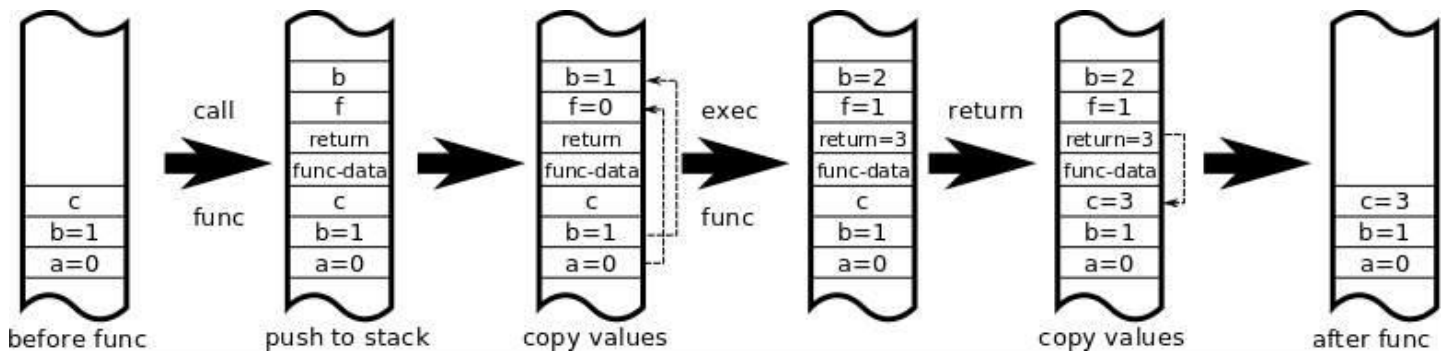 b
b=1
b=2
b=2
call
f
f=0
exec
f=1
return
f=1
return
return
return=3
return=3
func-data
func-data
func-data
func-data
c
func
c
c
func
c
c=3
c=3
b=1
b=1
b=1
b=1
b=1
b=1
a=0
a=0
a=0
a=0
a=0
a=0
before func
push to stack
copy values
copy values
after func